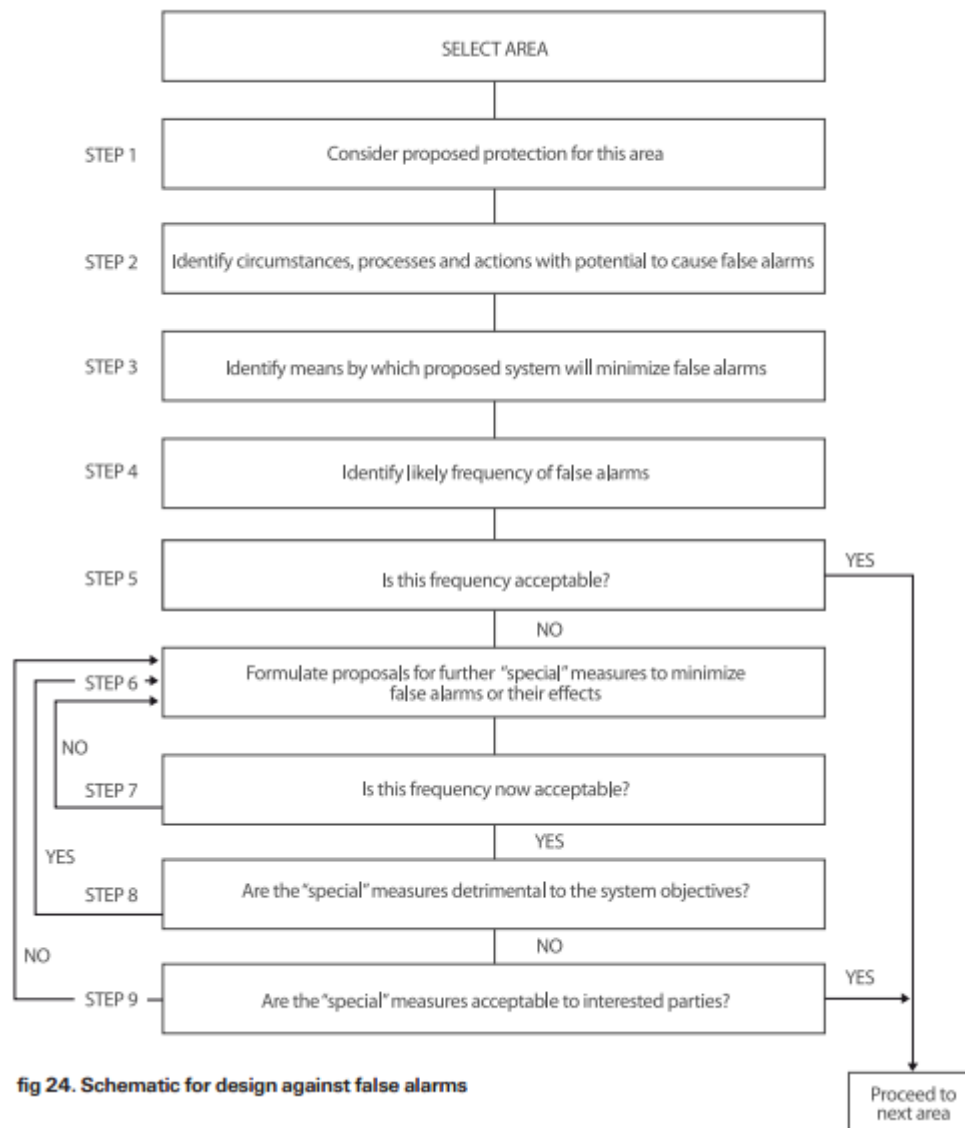 SELECT AREA
STEP 1
Consider proposed protection for this area
STEP 2
Identify circumstances, processes and actions with potential to cause false alarms
STEP 3
Identify means by which proposed system will minimize false alarms
STEP 4
Identify likely frequency of false alarms
STEP 5
Is this frequency acceptable?
YES
NO
STEP 6
Formulate proposals for further "special" measures to minimize
false alarms or their effects
NO
STEP 7
Is this frequency now acceptable?
YES
YES
STEP 8
Are the "special" measures detrimental to the system objectives?
NO
NO
STEP 9
Are the "special" measures acceptable to interested parties?
YES
fig 24. Schematic for design against false alarms
Proceed to
next area